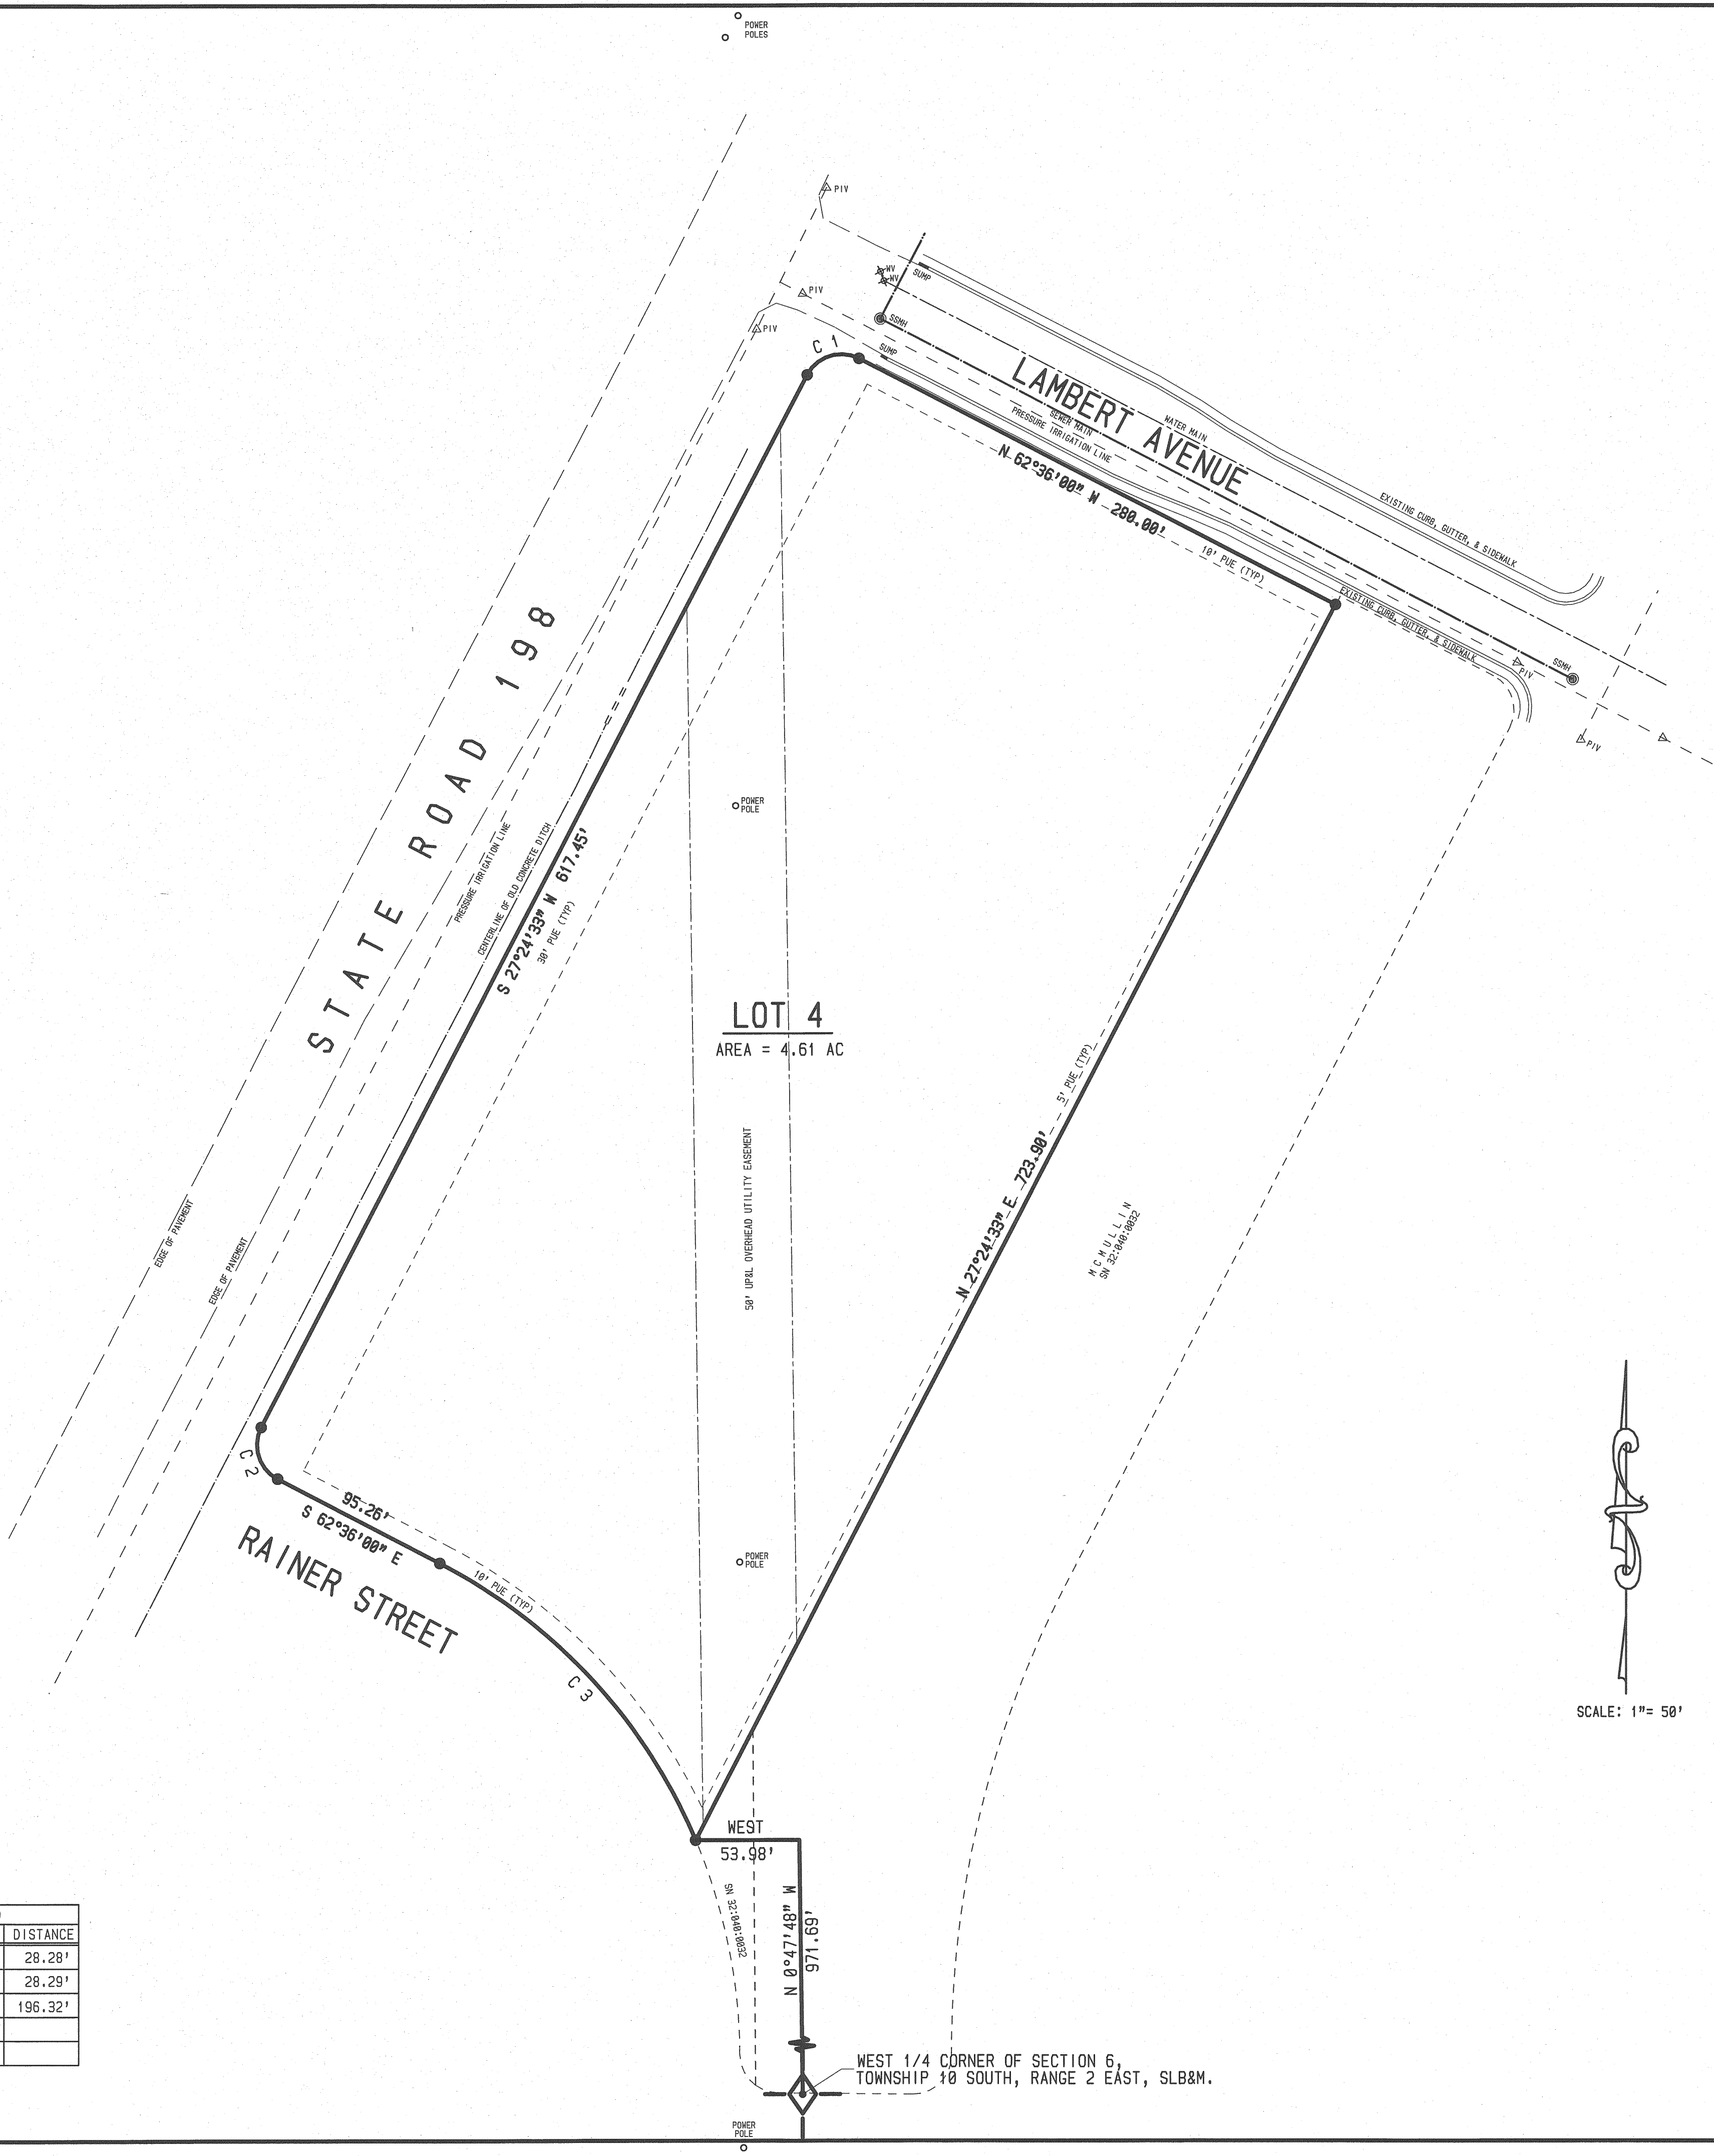 POWER
POLES
PIV
PIV
PIV
WV
WV
SUMP
SSMH
C 1
SUMP
LAMBERT AVENUE
WATER MAIN
SEWER MAIN
PRESSURE IRRIGATION LINE
N 62°36'00" W 280.00'
10' PUE (TYP)
EXISTING CURB, GUTTER, & SIDEWALK
EXISTING CURB, GUTTER, & SIDEWALK
PIV
SSMH
PIV
STATE ROAD 198
POWER
POLE
PRESSURE IRRIGATION LINE
CENTERLINE OF OLD CONCRETE DITCH
S 27°24'33" W 617.45'
30' PUE (TYP)
LOT 4
AREA = 4.61 AC
5' PUE (TYP)
50' UP&L OVERHEAD UTILITY EASEMENT
N 27°24'33" E 723.90'
MCMULLIN
SN 32:040:0032
EDGE OF PAVEMENT
EDGE OF PAVEMENT
C 2
95.26'
S 62°36'00" E
RAINER STREET
10' PUE (TYP)
POWER
POLE
C 3
SCALE: 1"= 50'
WEST
53.98'
SN 32:040:0032
N 0°47'48" W
971.69'
DISTANCE
28.28'
28.29'
196.32'
WEST 1/4 CORNER OF SECTION 6,
TOWNSHIP 10 SOUTH, RANGE 2 EAST, SLB&M.
POWER
POLE